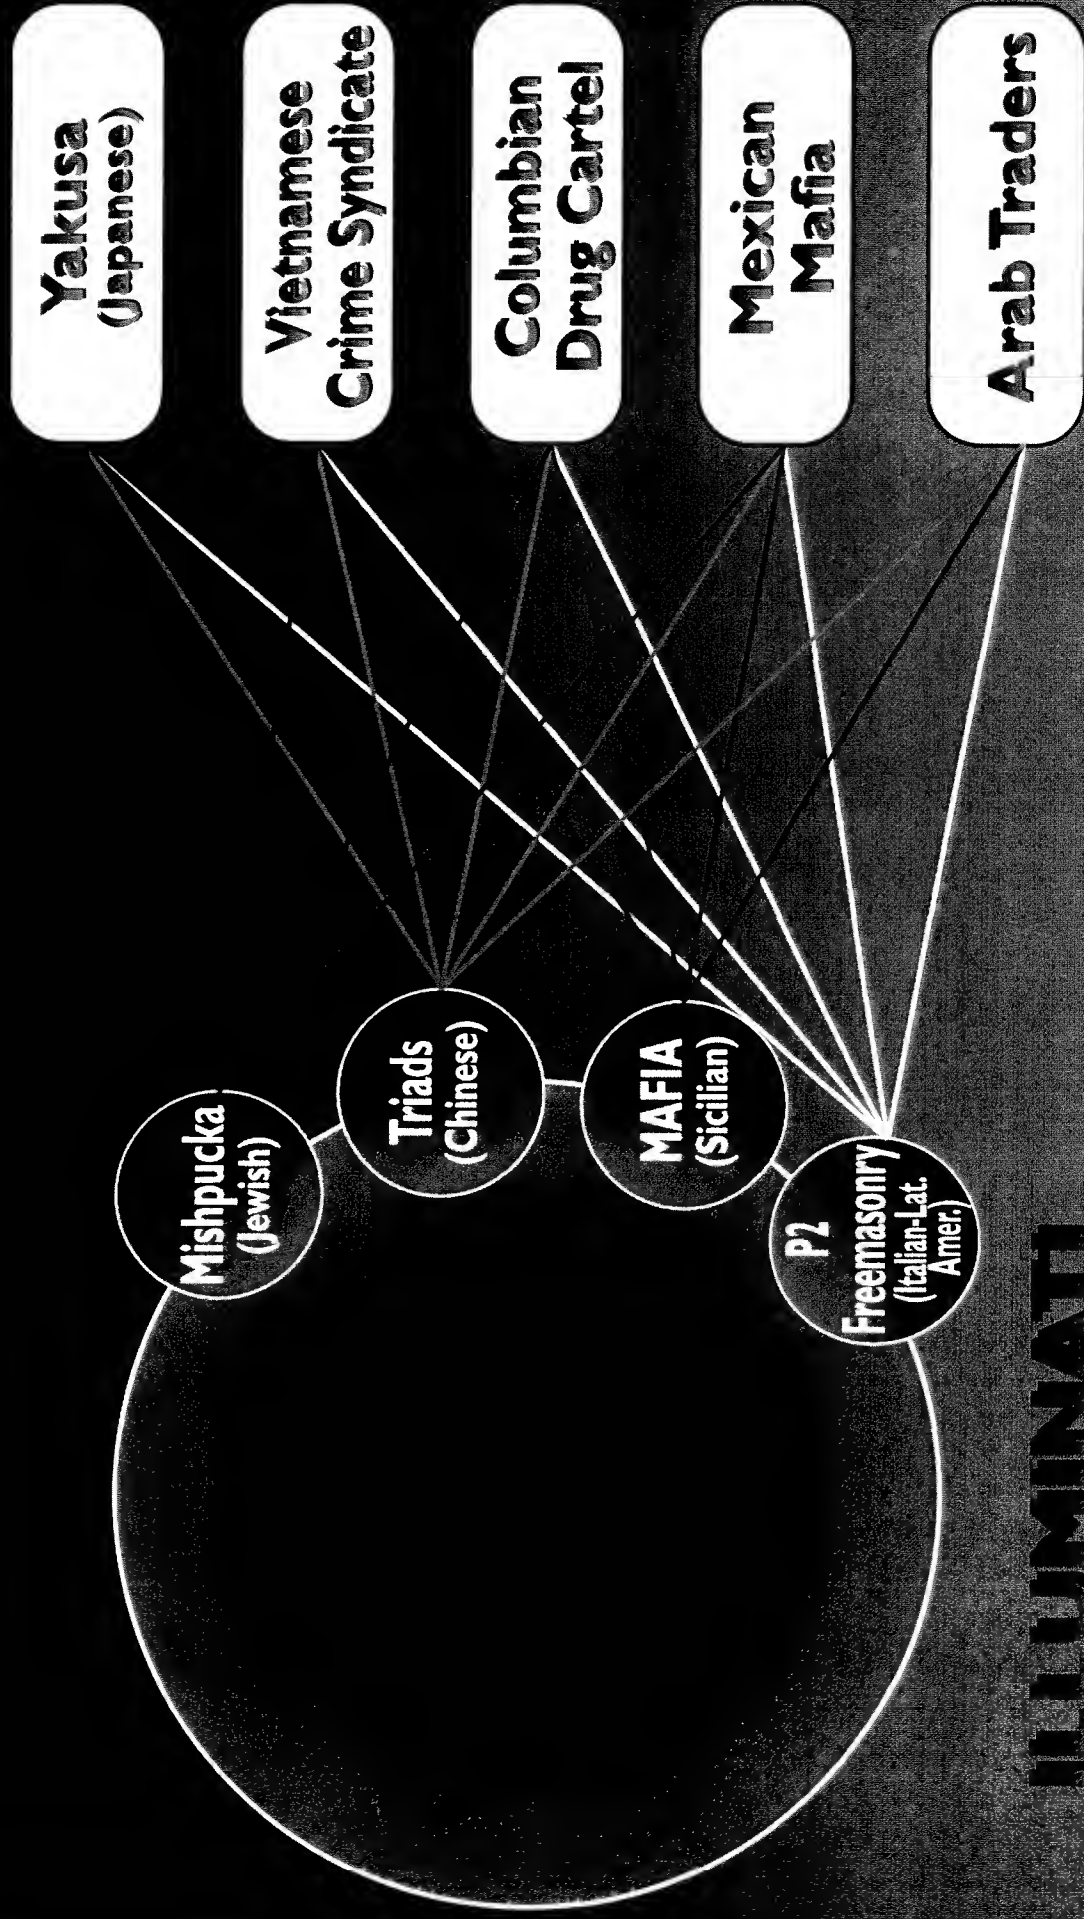 Yakusa
(Japanese)
Vietnamese
Crime Syndicate
Columbian
Drug Cartel
Mexican
Mafia
Arab Traders
Mishpucka
(Jewish)
Triads
(Chinese)
MAFIA
(Sicilian)
P2
Freemasonry
(Italian-Lat.
Amer.)
ILLUMINATI